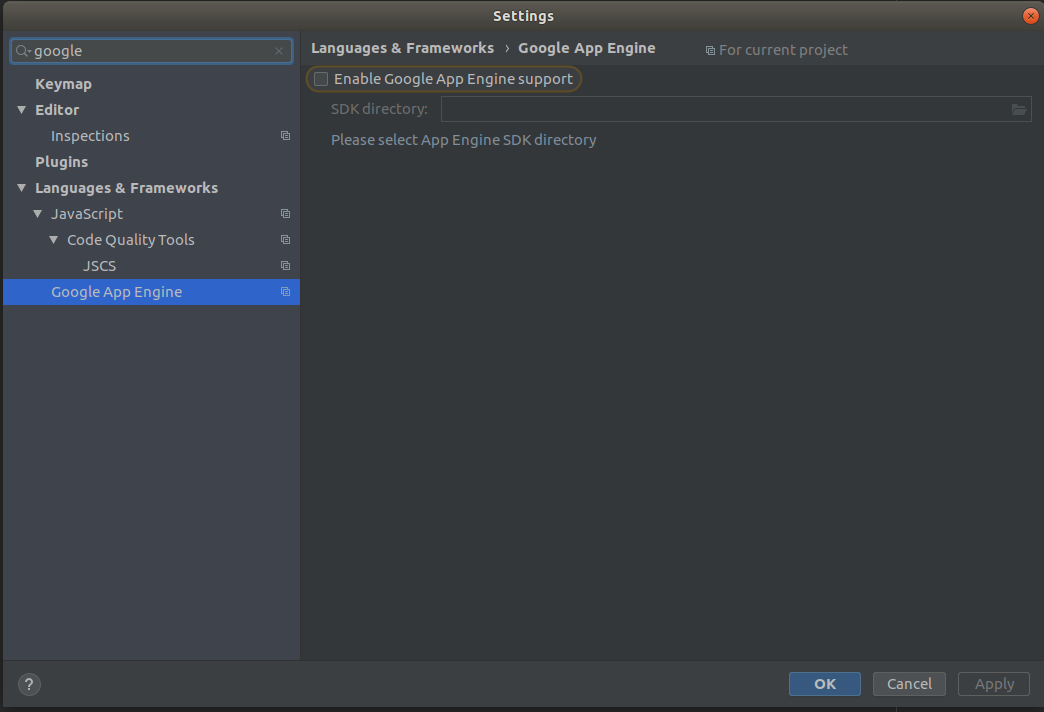 Settings
google
Keymap
Editor
Inspections
Plugins
Languages & Frameworks
JavaScript
Code Quality Tools
JSCS
Google App Engine
Languages & Frameworks › Google App Engine
For current project
Enable Google App Engine support
SDK directory:
Please select App Engine SDK directory
?
OK
Cancel
Apply